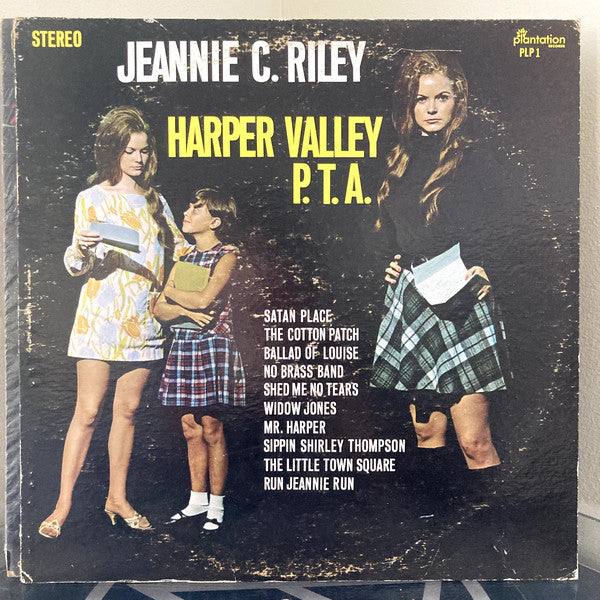 STEREO
JEANNIE C. RILEY
plantation
RECORDS
PLP 1
HARPER VALLEY
P.T.A.
SATAN PLACE
THE COTTON PATCH
BALLAD OF LOUISE
NO BRASS BAND
SHED ME NO TEARS
WIDOW JONES
MR. HARPER
SIPPIN SHIRLEY THOMPSON
THE LITTLE TOWN SQUARE
RUN JEANNIE RUN